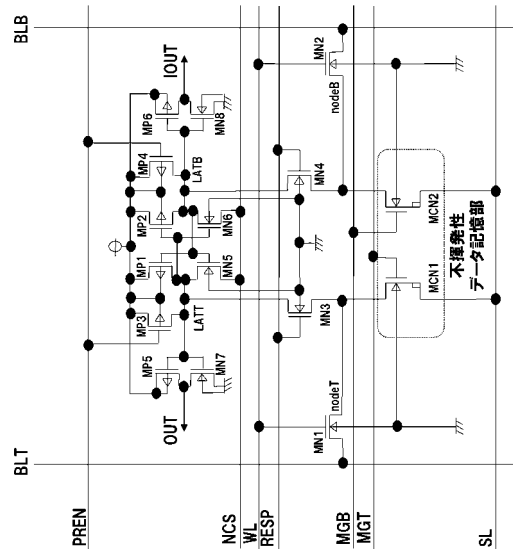 BLB
BLT
IOUT
OUT
MP6
MN8
MP4
LATB
MP2
MN6
MP1
MN5
MP3
LATT
MP5
MN7
MN2
nodeB
MN4
MN3
MN1
nodeT
MCN2
MCN1
不揮発性
データ記憶部
PREN
NCS
WL
RESP
MGB
MGT
SL